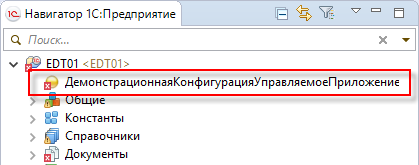 Навигатор 1С:Предприятие
Поиск...
EDT01 <EDT01>
ДемонстрационнаяКонфигурацияУправляемоеПриложение
Общие
Константы
Справочники
Документы